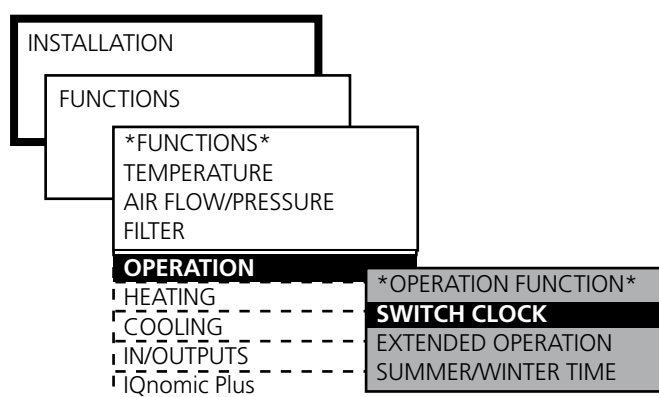 INSTALLATION
FUNCTIONS
*FUNCTIONS*
TEMPERATURE
AIR FLOW/PRESSURE
FILTER
OPERATION
HEATING
COOLING
IN/OUTPUTS
IQnomic Plus
*OPERATION FUNCTION*
SWITCH CLOCK
EXTENDED OPERATION
SUMMER/WINTER TIME